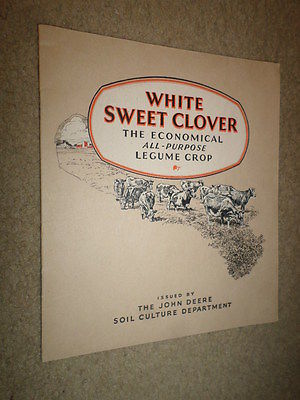 WHITE
SWEET CLOVER
THE ECONOMICAL
ALL-PURPOSE
LEGUME CROP
ISSUED BY
THE JOHN DEERE
SOIL CULTURE DEPARTMENT